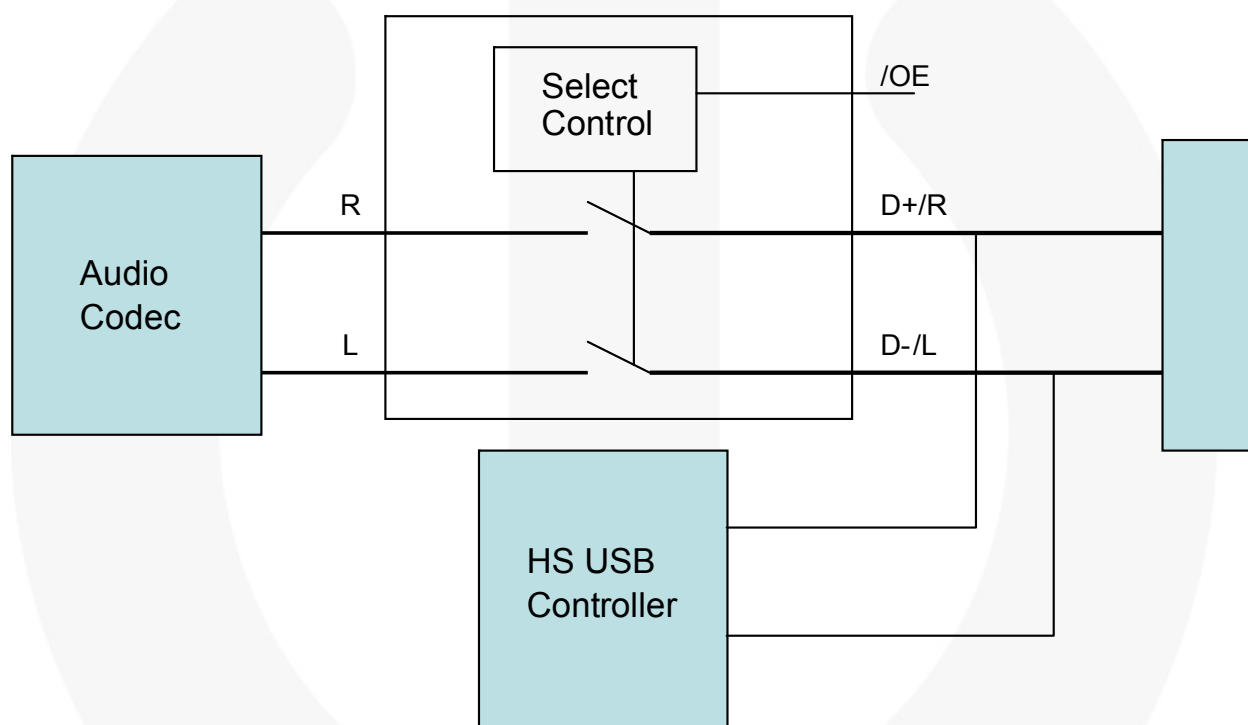 Select
Control
/OE
R
D+/R
Audio
Codec
L
D-/L
HS USB
Controller